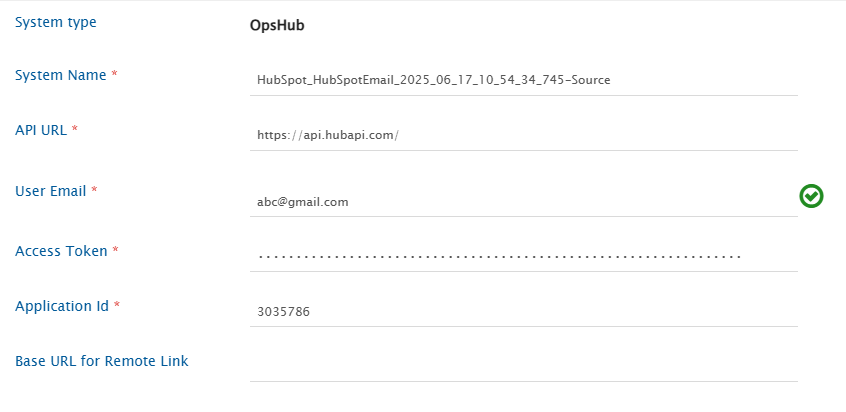 System type OpsHub
System Name * HubSpot_HubSpotEmail_2025_06_17_10_54_34_745-Source
API URL * https://api.hubapi.com/
User Email * abc@gmail.com
Access Token * ................................................................
Application Id * 3035786
Base URL for Remote Link